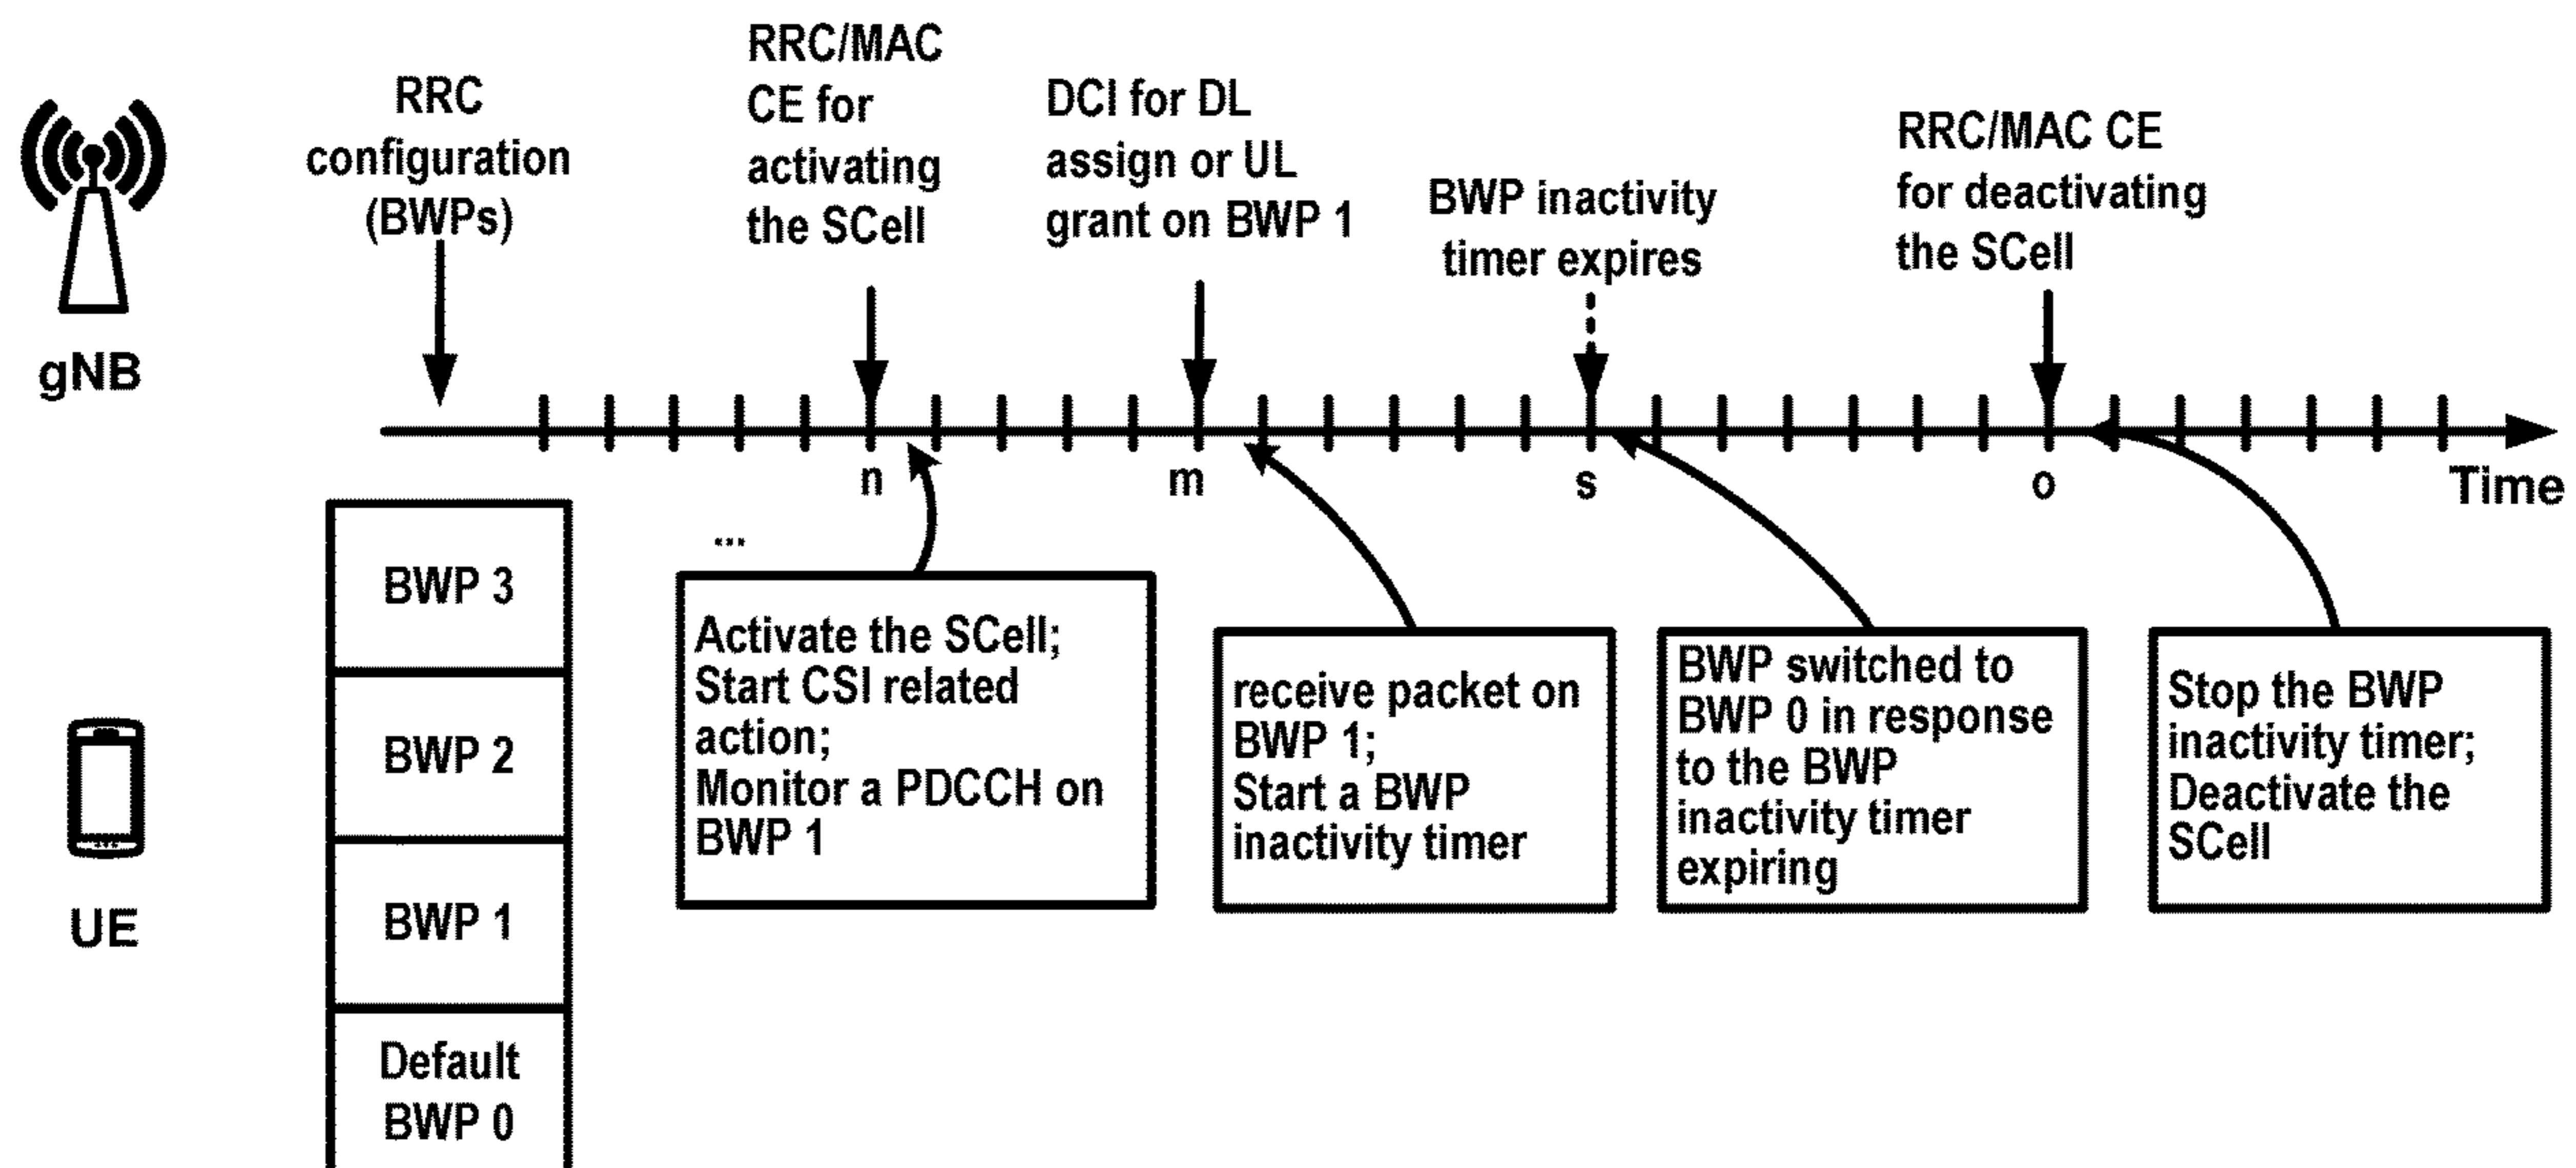 RRC
configuration
(BWPs)
RRC/MAC
CE for
activating
the SCell
DCI for DL
assign or UL
grant on BWP 1
BWP inactivity
timer expires
RRC/MAC CE
for deactivating
the SCell
gNB
n
m
s
o
Time
BWP 3
BWP 2
BWP 1
Default
BWP 0
UE
...
Activate the SCell;
Start CSI related
action;
Monitor a PDCCH on
BWP 1
receive packet on
BWP 1;
Start a BWP
inactivity timer
BWP switched to
BWP 0 in response
to the BWP
inactivity timer
expiring
Stop the BWP
inactivity timer;
Deactivate the
SCell